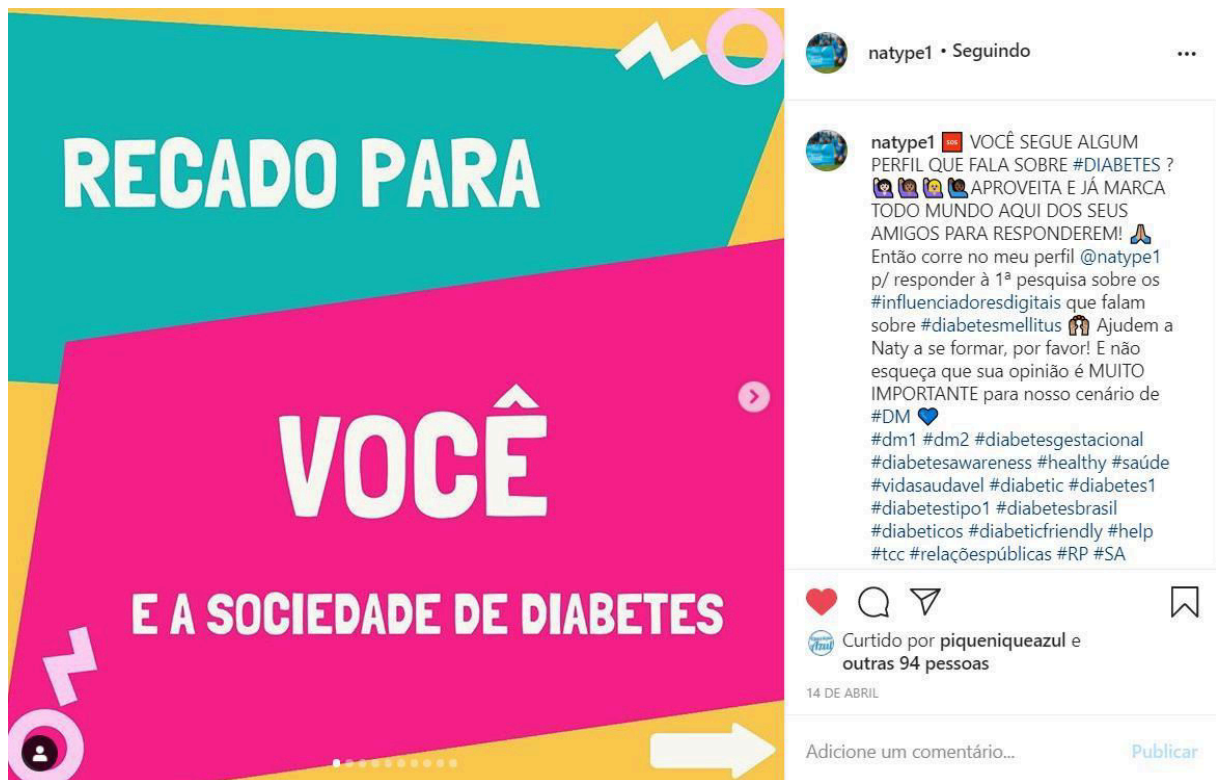 RECADO PARA
VOCÊ
E A SOCIEDADE DE DIABETES
natype1 • Seguindo
natype1 🆘 VOCÊ SEGUE ALGUM
PERFIL QUE FALA SOBRE #DIABETES ?
🙋🏻‍♀️🙋🏽‍♀️🙋🏼‍♀️🙋🏿‍♀️APROVEITA E JÁ MARCA
TODO MUNDO AQUI DOS SEUS
AMIGOS PARA RESPONDEREM! 🙏🏽
Então corre no meu perfil @natype1
p/ responder à 1ª pesquisa sobre os
#influenciadoresdigitais que falam
sobre #diabetesmellitus 🙌🏽 Ajudem a
Naty a se formar, por favor! E não
esqueça que sua opinião é MUITO
IMPORTANTE para nosso cenário de
#DM 💙
#dm1 #dm2 #diabetesgestacional
#diabetesawareness #healthy #saúde
#vidasaudavel #diabetic #diabetes1
#diabetestipo1 #diabetesbrasil
#diabeticos #diabeticfriendly #help
#tcc #relaçõespúblicas #RP #SA
Curtido por piqueniqueazul e
outras 94 pessoas
14 DE ABRIL
Adicione um comentário... Publicar